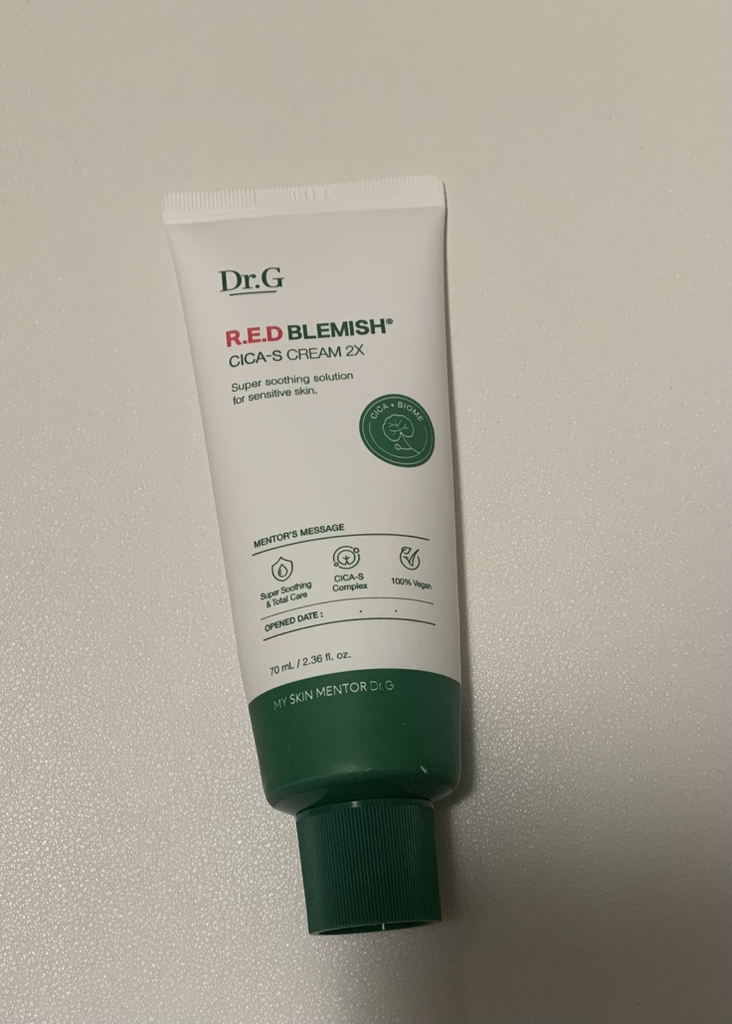 Dr.G
R.E.D BLEMISH®
CICA-S CREAM 2X
Super soothing solution
for sensitive skin.
CICA + BIOME
MENTOR'S MESSAGE
Super Soothing
& Total Care
CICA-S
Complex
100% Vegan
OPENED DATE : . .
70 mL / 2.36 fl. oz.
MY SKIN MENTOR Dr.G